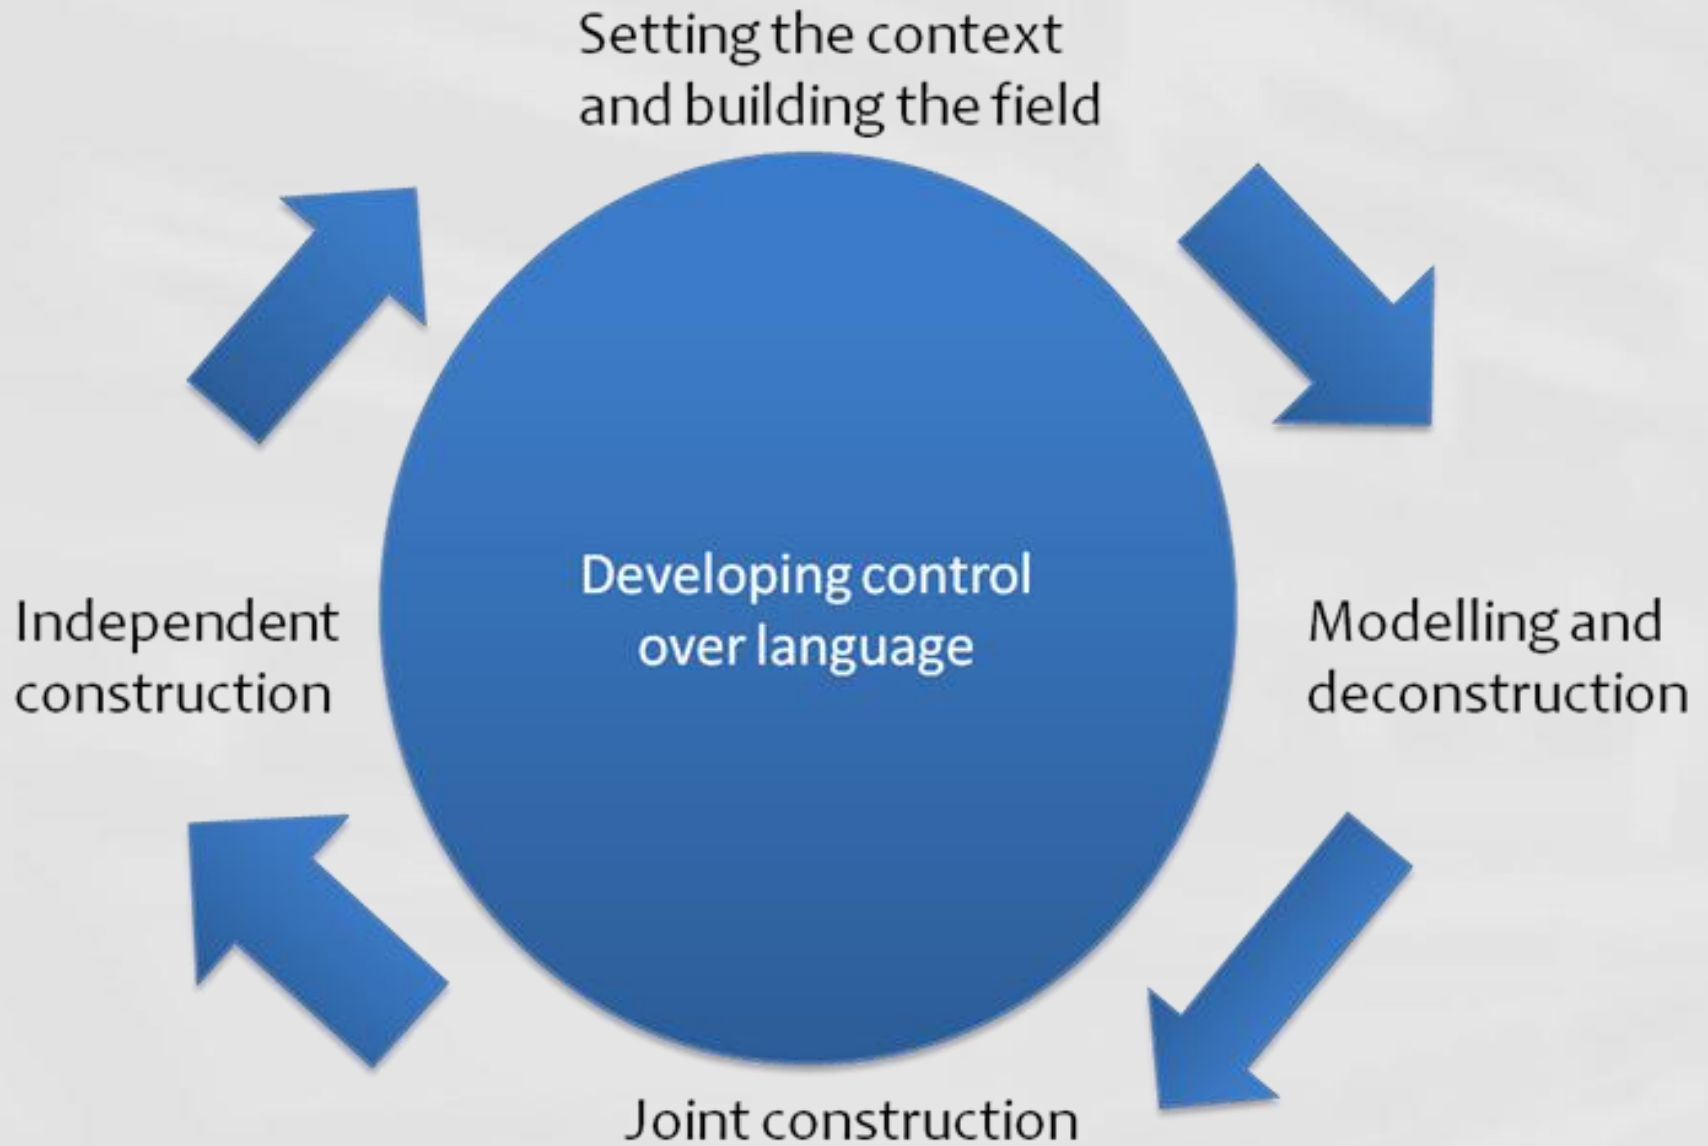 Setting the context
and building the field
Developing control
over language
Independent
construction
Modelling and
deconstruction
Joint construction